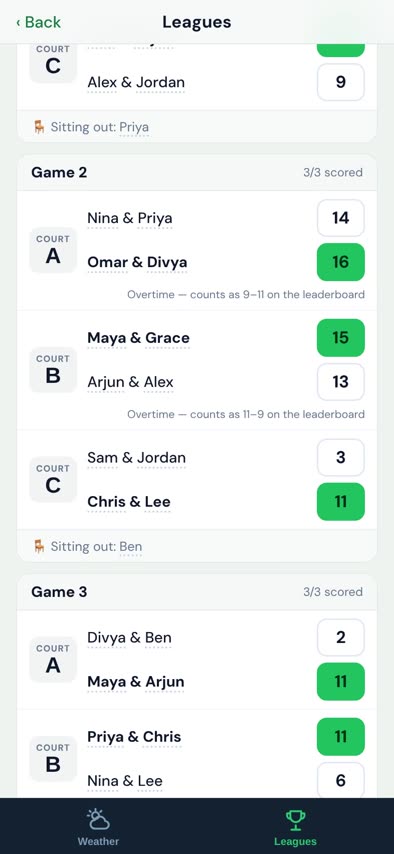 ‹ Back
Leagues
COURT
C
Alex & Jordan
9
Sitting out: Priya
Game 2
3/3 scored
COURT
A
Nina & Priya
14
Omar & Divya
16
Overtime — counts as 9–11 on the leaderboard
COURT
B
Maya & Grace
15
Arjun & Alex
13
Overtime — counts as 11–9 on the leaderboard
COURT
C
Sam & Jordan
3
Chris & Lee
11
Sitting out: Ben
Game 3
3/3 scored
COURT
A
Divya & Ben
2
Maya & Arjun
11
COURT
B
Priya & Chris
11
Nina & Lee
6
Weather
Leagues